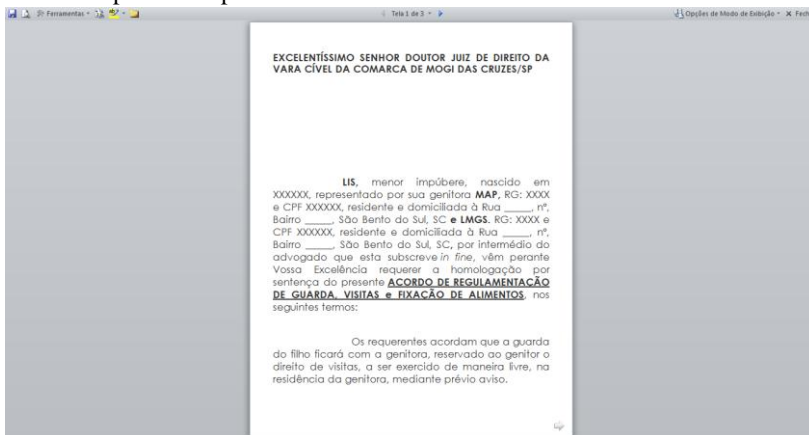 Ferramentas
Tela 1 de 3
Opções de Modo de Exibição
Fech
EXCELENTÍSSIMO SENHOR DOUTOR JUIZ DE DIREITO DA
VARA CÍVEL DA COMARCA DE MOGI DAS CRUZES/SP
LIS, menor impúbere, nascido em
XXXXXX, representado por sua genitora MAP, RG: XXXX
e CPF XXXXXX, residente e domiciliada à Rua _____, nº,
Bairro _____, São Bento do Sul, SC e LMGS. RG: XXXX e
CPF XXXXXX, residente e domiciliada à Rua _____, nº,
Bairro _____, São Bento do Sul, SC, por intermédio do
advogado que esta subscreve in fine, vêm perante
Vossa Excelência requerer a homologação por
sentença do presente ACORDO DE REGULAMENTACÃO
DE GUARDA, VISITAS e FIXAÇÃO DE ALIMENTOS, nos
seguintes termos:
Os requerentes acordam que a guarda
do filho ficará com a genitora, reservado ao genitor o
direito de visitas, a ser exercido de maneira livre, na
residência da genitora, mediante prévio aviso.